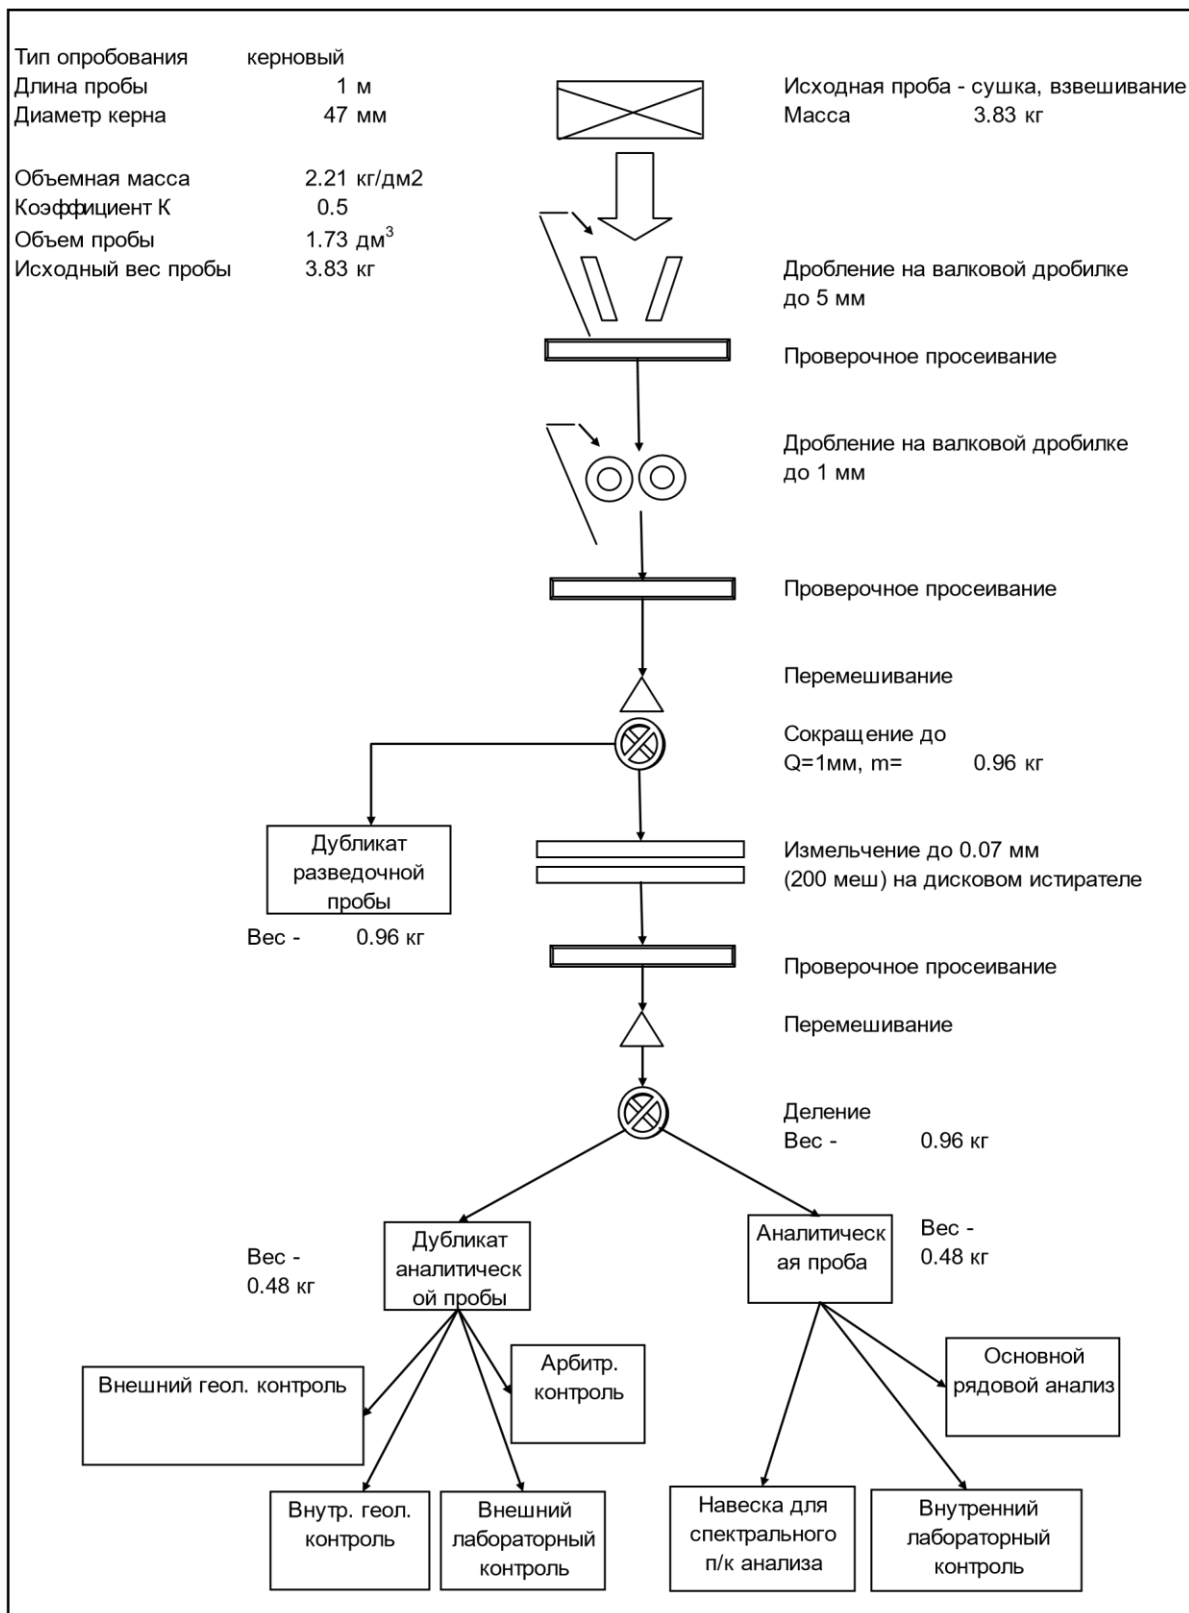 Тип опробования керновый
Длина пробы 1 м
Диаметр керна 47 мм
Исходная проба - сушка, взвешивание
Масса 3.83 кг
Объемная масса 2.21 кг/дм2
Коэффициент К 0.5
Объем пробы 1.73 дм³
Исходный вес пробы 3.83 кг
Дробление на валковой дробилке
до 5 мм
Проверочное просеивание
Дробление на валковой дробилке
до 1 мм
Проверочное просеивание
Перемешивание
Сокращение до
Q=1мм, m= 0.96 кг
Дубликат
разведочной
пробы
Вес - 0.96 кг
Измельчение до 0.07 мм
(200 меш) на дисковом истирателе
Проверочное просеивание
Перемешивание
Деление
Вес - 0.96 кг
Вес -
0.48 кг
Дубликат
аналитическ
ой пробы
Аналитическ
ая проба
Вес -
0.48 кг
Внешний геол. контроль
Арбитр.
контроль
Основной
рядовой анализ
Внутр. геол.
контроль
Внешний
лабораторный
контроль
Навеска для
спектрального
п/к анализа
Внутренний
лабораторный
контроль